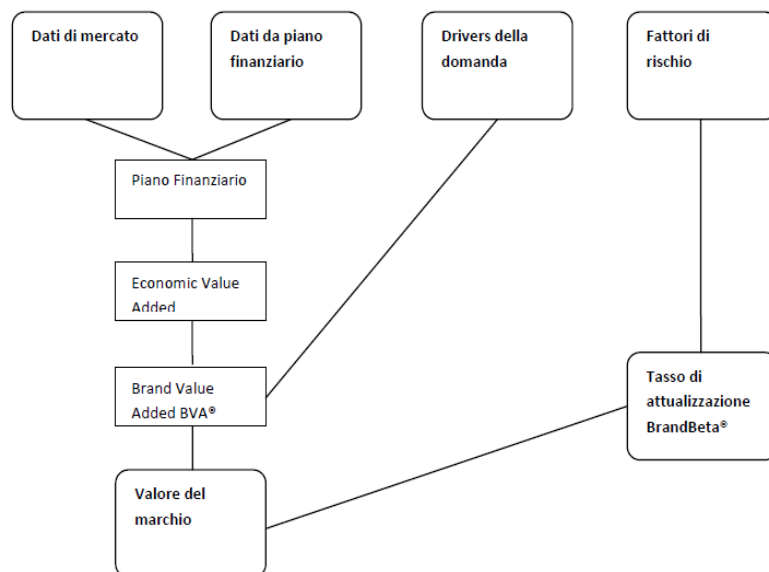 Dati di mercato
Dati da piano
finanziario
Drivers della
domanda
Fattori di
rischio
Piano Finanziario
Economic Value
Added
Brand Value
Added BVA®
Tasso di
attualizzazione
BrandBeta®
Valore del
marchio